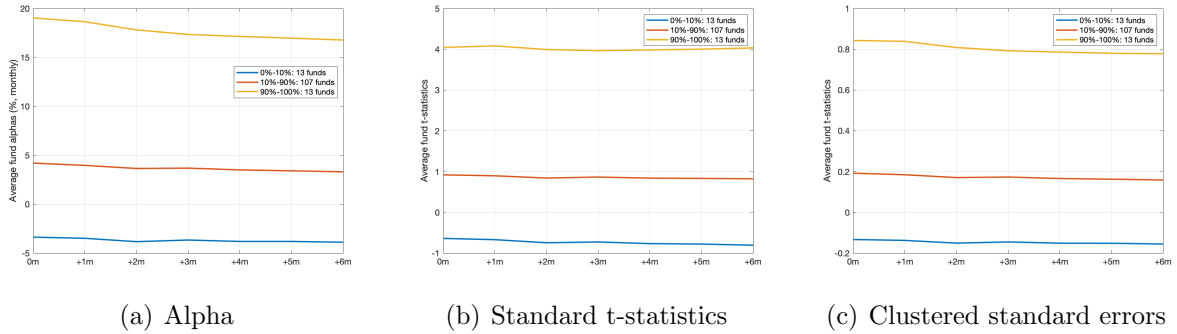 Average fund alphas (%, monthly)
20
15
10
5
0
-5
0m +1m +2m +3m +4m +5m +6m
0%-10%: 13 funds
10%-90%: 107 funds
90%-100%: 13 funds
(a) Alpha
Average fund t-statistics
5
4
3
2
1
0
-1
0m +1m +2m +3m +4m +5m +6m
0%-10%: 13 funds
10%-90%: 107 funds
90%-100%: 13 funds
(b) Standard t-statistics
Average fund t-statistics
1
0.8
0.6
0.4
0.2
0
-0.2
0m +1m +2m +3m +4m +5m +6m
0%-10%: 13 funds
10%-90%: 107 funds
90%-100%: 13 funds
(c) Clustered standard errors